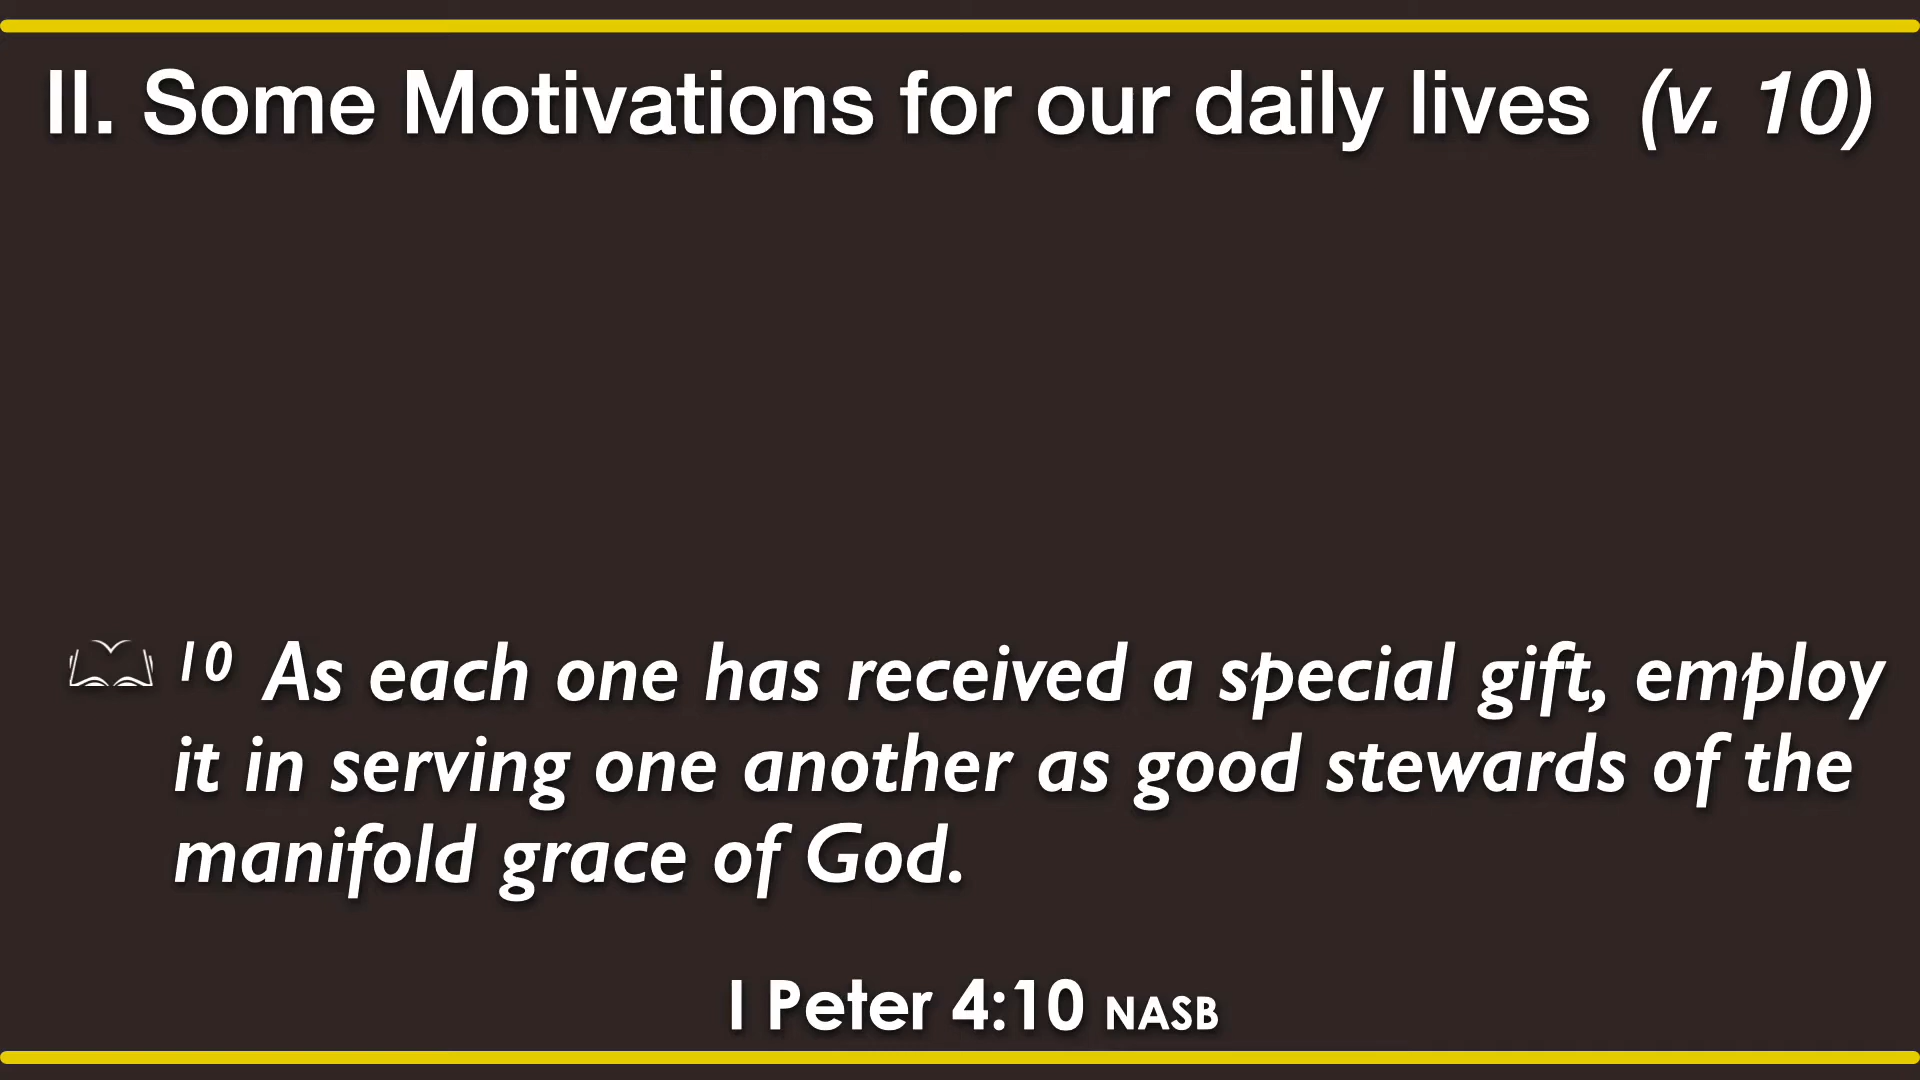 II. Some Motivations for our daily lives (v. 10)
10 As each one has received a special gift, employ
it in serving one another as good stewards of the
manifold grace of God.
I Peter 4:10 NASB